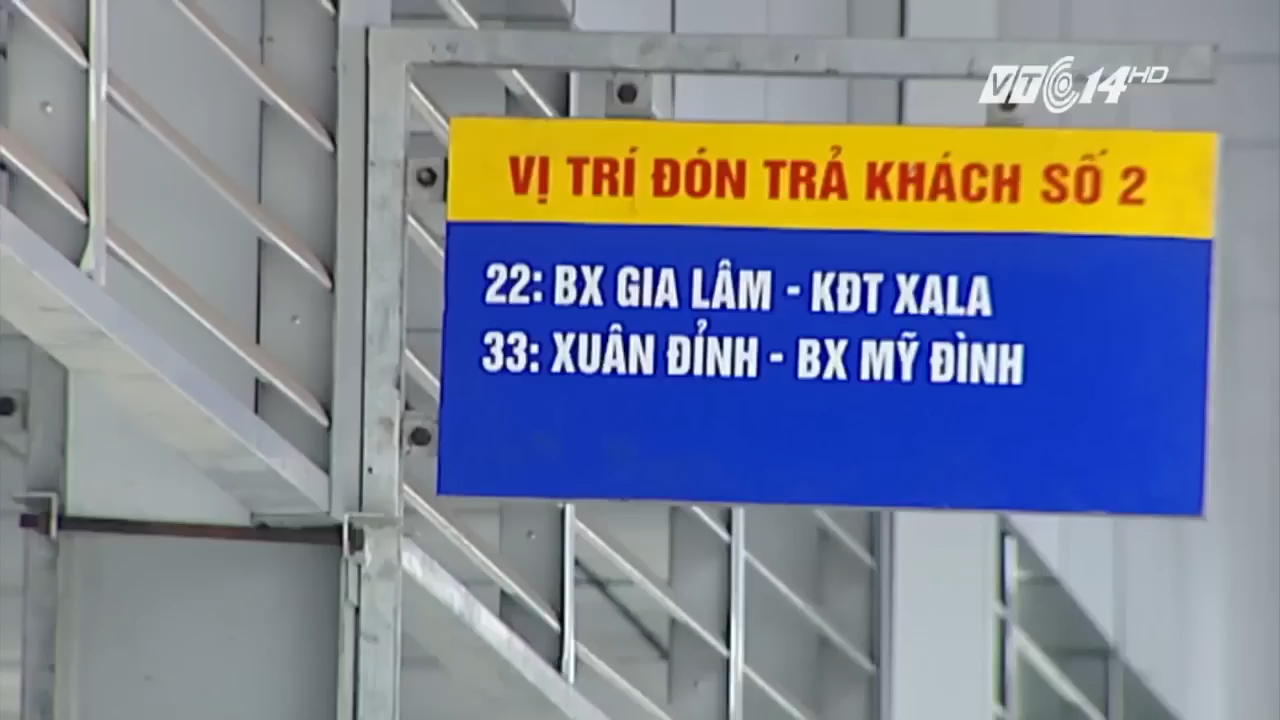 VTC14HD
VỊ TRÍ ĐÓN TRẢ KHÁCH SỐ 2
22: BX GIA LÂM - KĐT XALA
33: XUÂN ĐỈNH - BX MỸ ĐÌNH